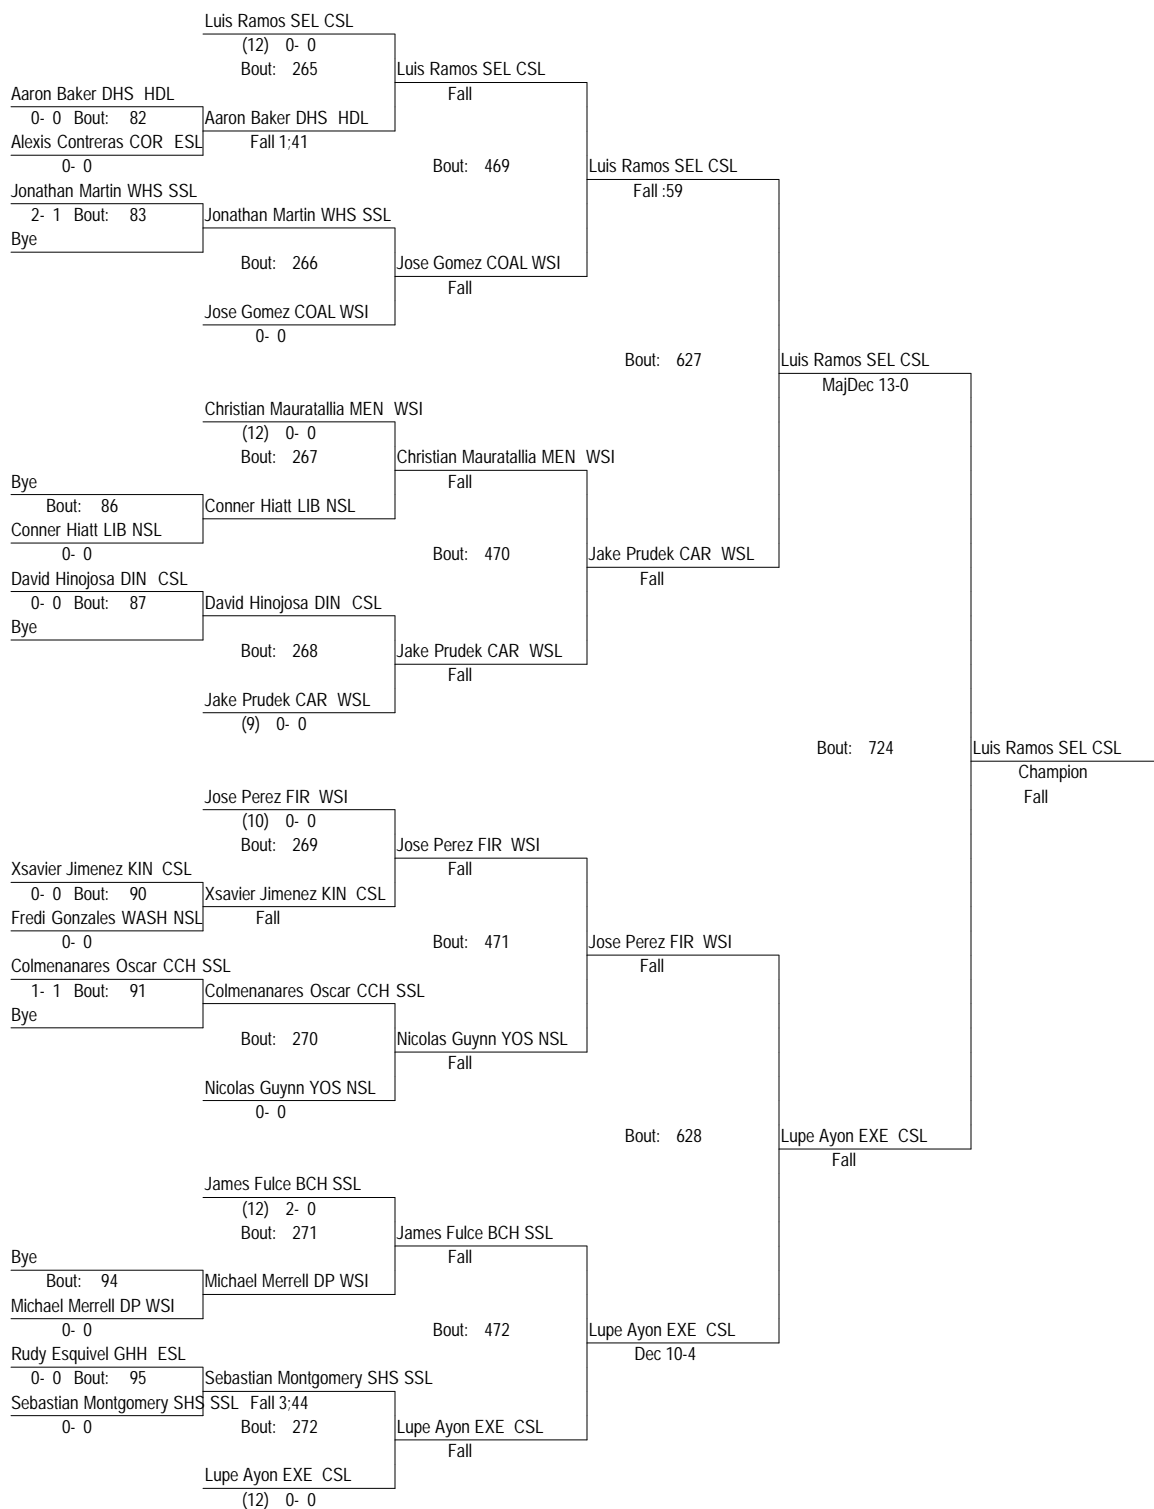 Luis Ramos SEL CSL
(12) 0- 0
Bout: 265
Luis Ramos SEL CSL
Fall
Aaron Baker DHS HDL
0- 0 Bout: 82
Aaron Baker DHS HDL
Alexis Contreras COR ESL
Fall 1;41
0- 0
Bout: 469
Luis Ramos SEL CSL
Fall :59
Jonathan Martin WHS SSL
2- 1 Bout: 83
Jonathan Martin WHS SSL
Bye
Bout: 266
Jose Gomez COAL WSI
Fall
Jose Gomez COAL WSI
0- 0
Bout: 627
Luis Ramos SEL CSL
MajDec 13-0
Christian Mauratallia MEN WSI
(12) 0- 0
Bout: 267
Christian Mauratallia MEN WSI
Fall
Bye
Bout: 86
Conner Hiatt LIB NSL
Conner Hiatt LIB NSL
0- 0
Bout: 470
Jake Prudek CAR WSL
Fall
David Hinojosa DIN CSL
0- 0 Bout: 87
David Hinojosa DIN CSL
Bye
Bout: 268
Jake Prudek CAR WSL
Fall
Jake Prudek CAR WSL
(9) 0- 0
Bout: 724
Luis Ramos SEL CSL
Champion
Fall
Jose Perez FIR WSI
(10) 0- 0
Bout: 269
Jose Perez FIR WSI
Fall
Xsavier Jimenez KIN CSL
0- 0 Bout: 90
Xsavier Jimenez KIN CSL
Fredi Gonzales WASH NSL
Fall
0- 0
Bout: 471
Jose Perez FIR WSI
Fall
Colmenanares Oscar CCH SSL
1- 1 Bout: 91
Colmenanares Oscar CCH SSL
Bye
Bout: 270
Nicolas Guynn YOS NSL
Fall
Nicolas Guynn YOS NSL
0- 0
Bout: 628
Lupe Ayon EXE CSL
Fall
James Fulce BCH SSL
(12) 2- 0
Bout: 271
James Fulce BCH SSL
Fall
Bye
Bout: 94
Michael Merrell DP WSI
Michael Merrell DP WSI
0- 0
Bout: 472
Lupe Ayon EXE CSL
Dec 10-4
Rudy Esquivel GHH ESL
0- 0 Bout: 95
Sebastian Montgomery SHS SSL
Sebastian Montgomery SHS SSL
Fall 3;44
0- 0
Bout: 272
Lupe Ayon EXE CSL
Fall
Lupe Ayon EXE CSL
(12) 0- 0